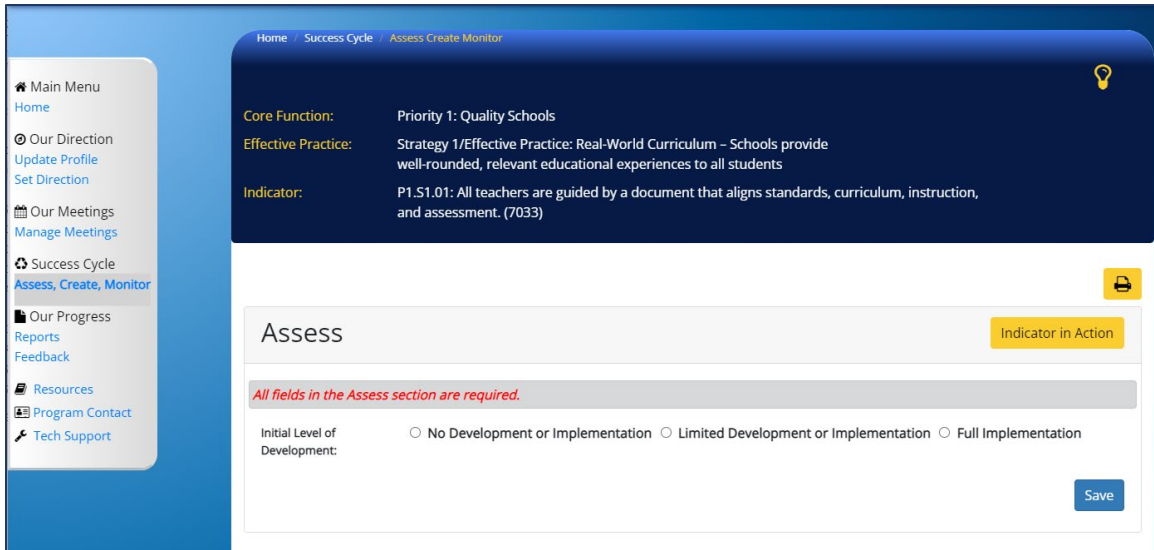 Home / Success Cycle / Assess Create Monitor
Main Menu
Home
Our Direction
Update Profile
Set Direction
Our Meetings
Manage Meetings
Success Cycle
Assess, Create, Monitor
Our Progress
Reports
Feedback
Resources
Program Contact
Tech Support
Core Function: Priority 1: Quality Schools
Effective Practice: Strategy 1/Effective Practice: Real-World Curriculum – Schools provide
well-rounded, relevant educational experiences to all students
Indicator: P1.S1.01: All teachers are guided by a document that aligns standards, curriculum, instruction,
and assessment. (7033)
Assess
Indicator in Action
All fields in the Assess section are required.
Initial Level of
Development:
No Development or Implementation Limited Development or Implementation Full Implementation
Save